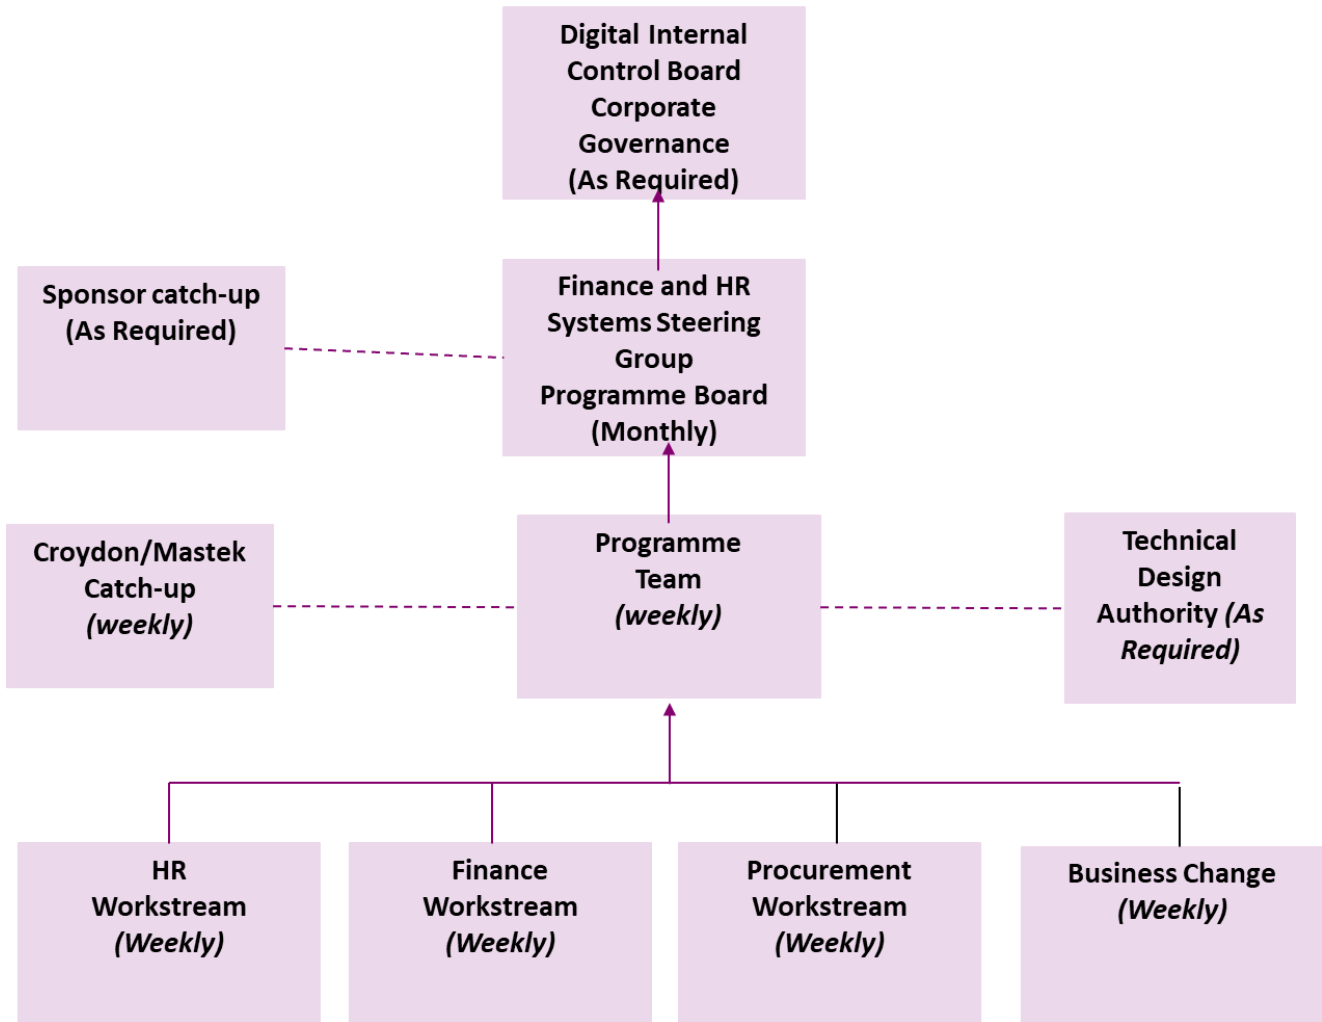 Digital Internal
Control Board
Corporate
Governance
(As Required)
Sponsor catch-up
(As Required)
Finance and HR
Systems Steering
Group
Programme Board
(Monthly)
Croydon/Mastek
Catch-up
(weekly)
Programme
Team
(weekly)
Technical
Design
Authority (As
Required)
HR
Workstream
(Weekly)
Finance
Workstream
(Weekly)
Procurement
Workstream
(Weekly)
Business Change
(Weekly)